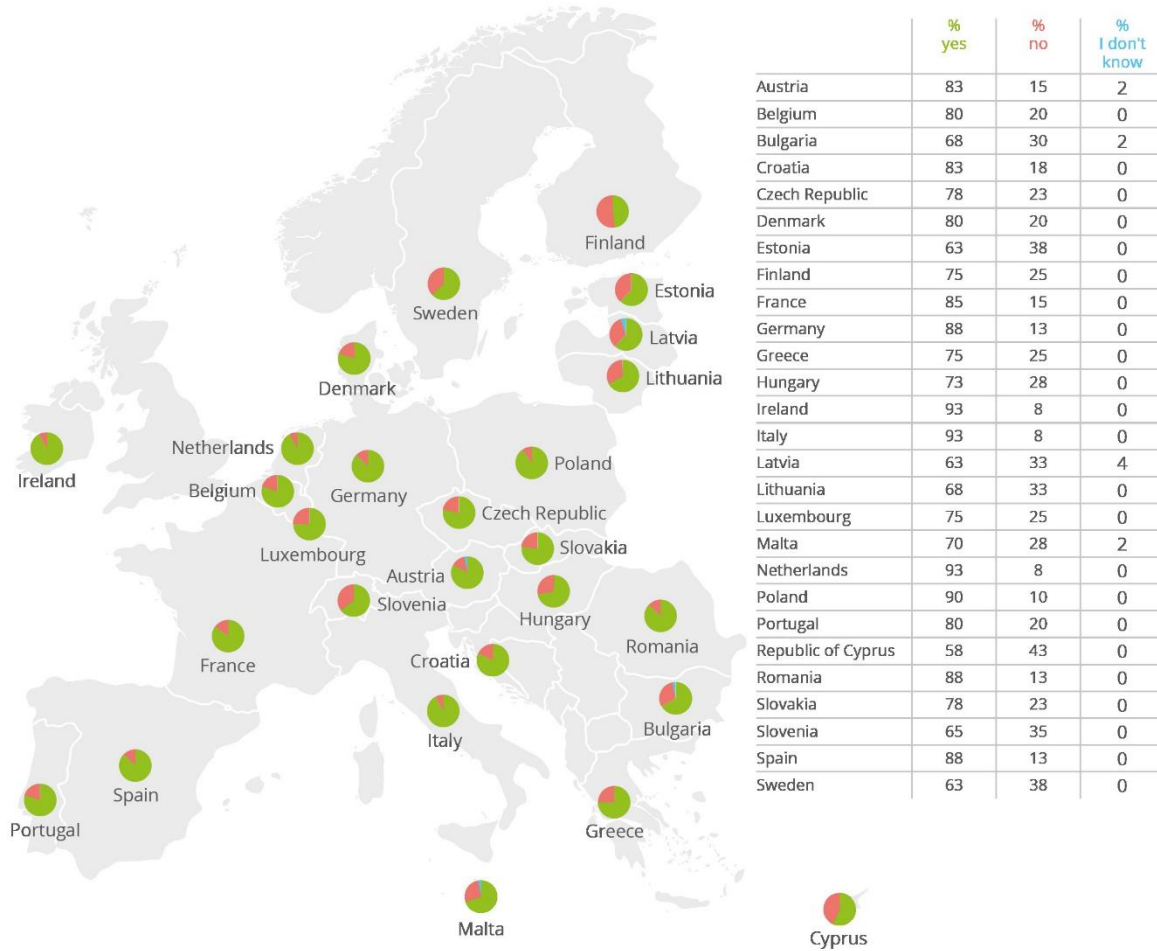 % % %
yes no I don't
know
Austria 83 15 2
Belgium 80 20 0
Bulgaria 68 30 2
Croatia 83 18 0
Czech Republic 78 23 0
Denmark 80 20 0
Estonia 63 38 0
Finland 75 25 0
France 85 15 0
Germany 88 13 0
Greece 75 25 0
Hungary 73 28 0
Ireland 93 8 0
Italy 93 8 0
Latvia 63 33 4
Lithuania 68 33 0
Luxembourg 75 25 0
Malta 70 28 2
Netherlands 93 8 0
Poland 90 10 0
Portugal 80 20 0
Republic of Cyprus 58 43 0
Romania 88 13 0
Slovakia 78 23 0
Slovenia 65 35 0
Spain 88 13 0
Sweden 63 38 0
Finland
Estonia
Sweden
Latvia
Lithuania
Denmark
Netherlands
Poland
Ireland
Belgium
Germany
Czech Republic
Luxembourg
Slovakia
Austria
Slovenia
Hungary
Romania
France
Croatia
Bulgaria
Italy
Spain
Portugal
Greece
Malta
Cyprus